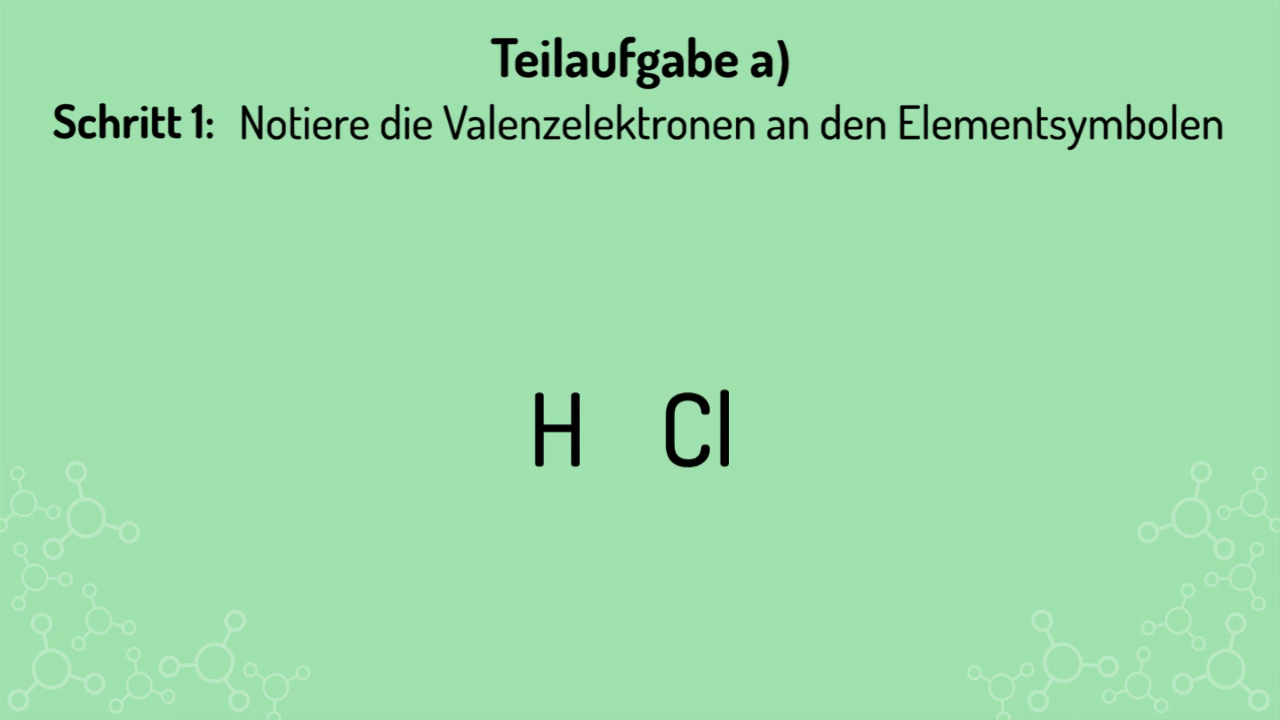 Teilaufgabe a)
Schritt 1: Notiere die Valenzelektronen an den Elementsymbolen
H Cl